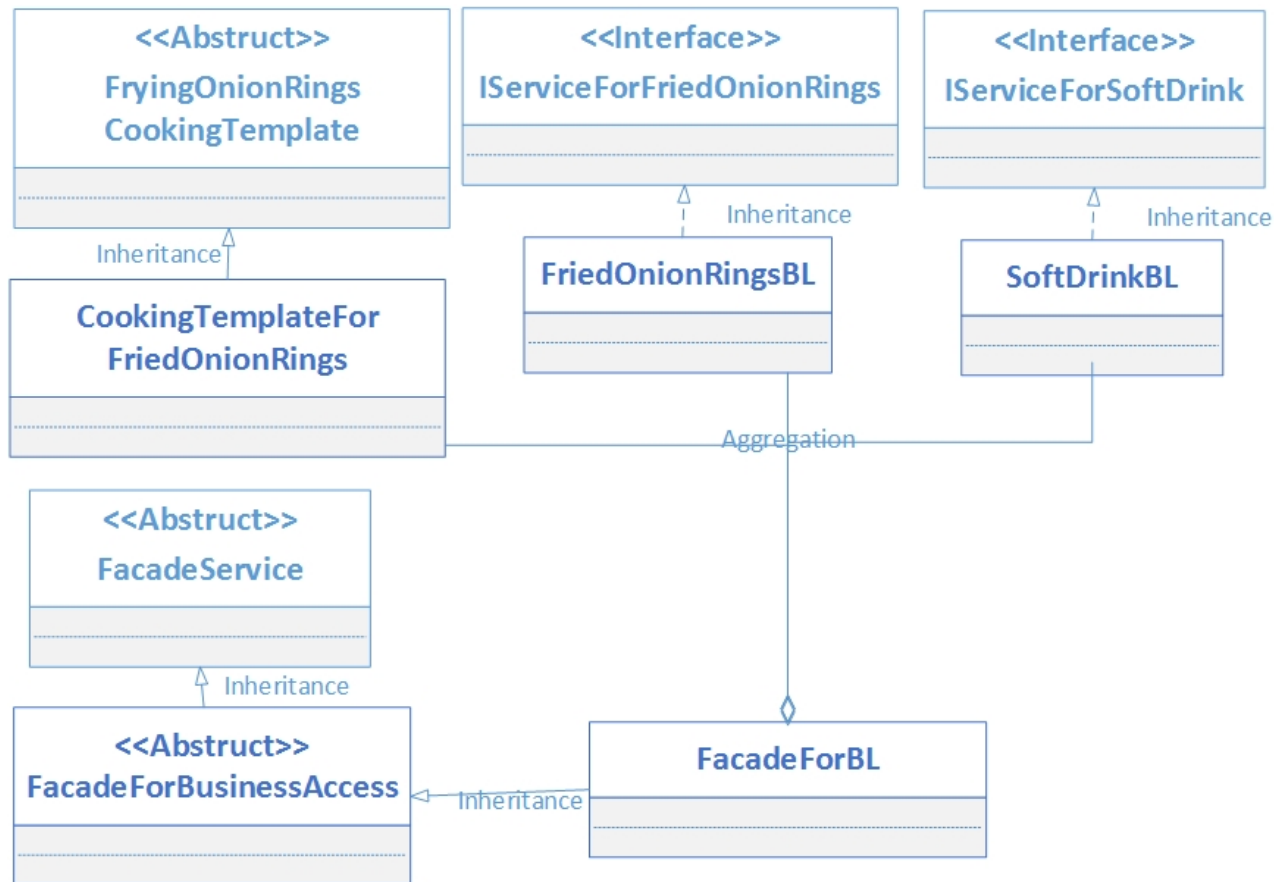 <<Abstruct>>
FryingOnionRings
CookingTemplate
<<Interface>>
IServiceForFriedOnionRings
<<Interface>>
IServiceForSoftDrink
Inheritance
Inheritance
Inheritance
CookingTemplateFor
FriedOnionRings
FriedOnionRingsBL
SoftDrinkBL
Aggregation
<<Abstruct>>
FacadeService
Inheritance
<<Abstruct>>
FacadeForBusinessAccess
Inheritance
FacadeForBL